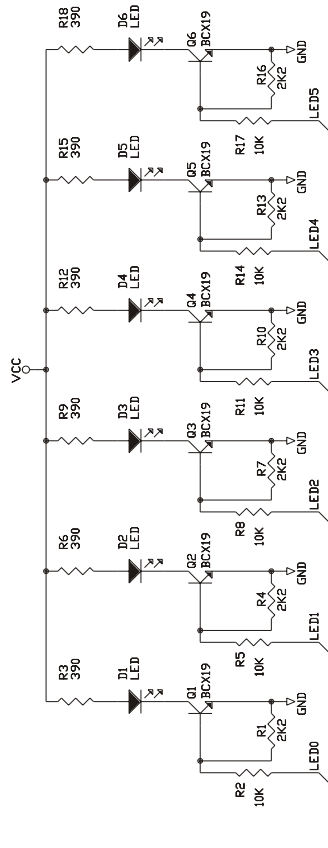 VCC
R3
390
R6
390
R9
390
R12
390
R15
390
R18
390
D1
LED
D2
LED
D3
LED
D4
LED
D5
LED
D6
LED
Q1
BCX19
Q2
BCX19
Q3
BCX19
Q4
BCX19
Q5
BCX19
Q6
BCX19
R2
10K
R1
2K2
GND
R5
10K
R4
2K2
GND
R8
10K
R7
2K2
GND
R11
10K
R10
2K2
GND
R14
10K
R13
2K2
GND
R17
10K
R16
2K2
GND
LED0
LED1
LED2
LED3
LED4
LED5